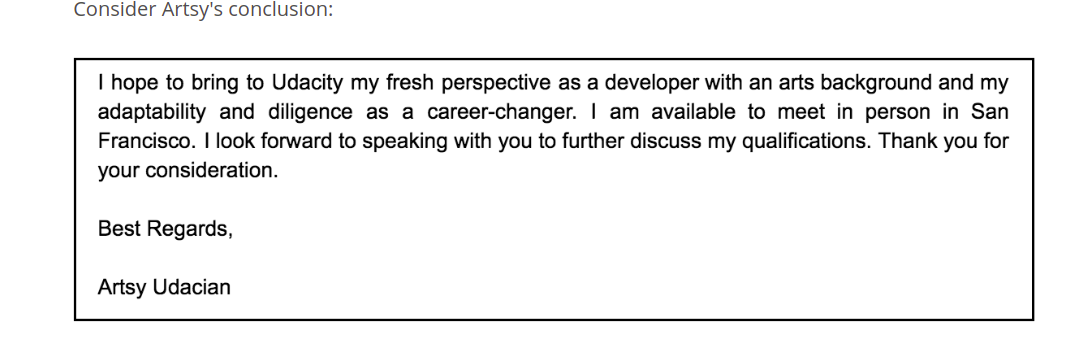 Consider Artsy's conclusion:
I hope to bring to Udacity my fresh perspective as a developer with an arts background and my
adaptability and diligence as a career-changer. I am available to meet in person in San
Francisco. I look forward to speaking with you to further discuss my qualifications. Thank you for
your consideration.
Best Regards,
Artsy Udacian